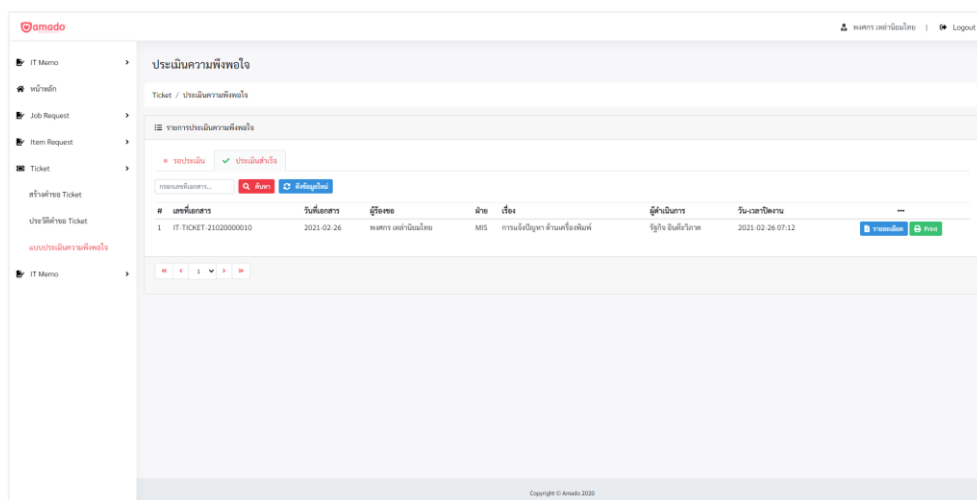 amado
พงศกร เหล่านิยมไทย | Logout
IT Memo
หน้าหลัก
Job Request
Item Request
Ticket
สร้างคำขอ Ticket
ประวัติคำขอ Ticket
แบบประเมินความพึงพอใจ
IT Memo
ประเมินความพึงพอใจ
Ticket / ประเมินความพึงพอใจ
รายการประเมินความพึงพอใจ
รอประเมิน ประเมินสำเร็จ
กรอกเลขที่เอกสาร... ค้นหา ดึงข้อมูลใหม่
# เลขที่เอกสาร วันที่เอกสาร ผู้ร้องขอ ฝ่าย เรื่อง ผู้ดำเนินการ วัน-เวลาปิดงาน
1 IT-TICKET-21020000010 2021-02-26 พงศกร เหล่านิยมไทย MIS การแจ้งปัญหา ด้านเครื่องพิมพ์ รัฐกิจ อินต๊ะวิภาค 2021-02-26 07:12 รายละเอียด Print
1
Copyright © Amado 2020